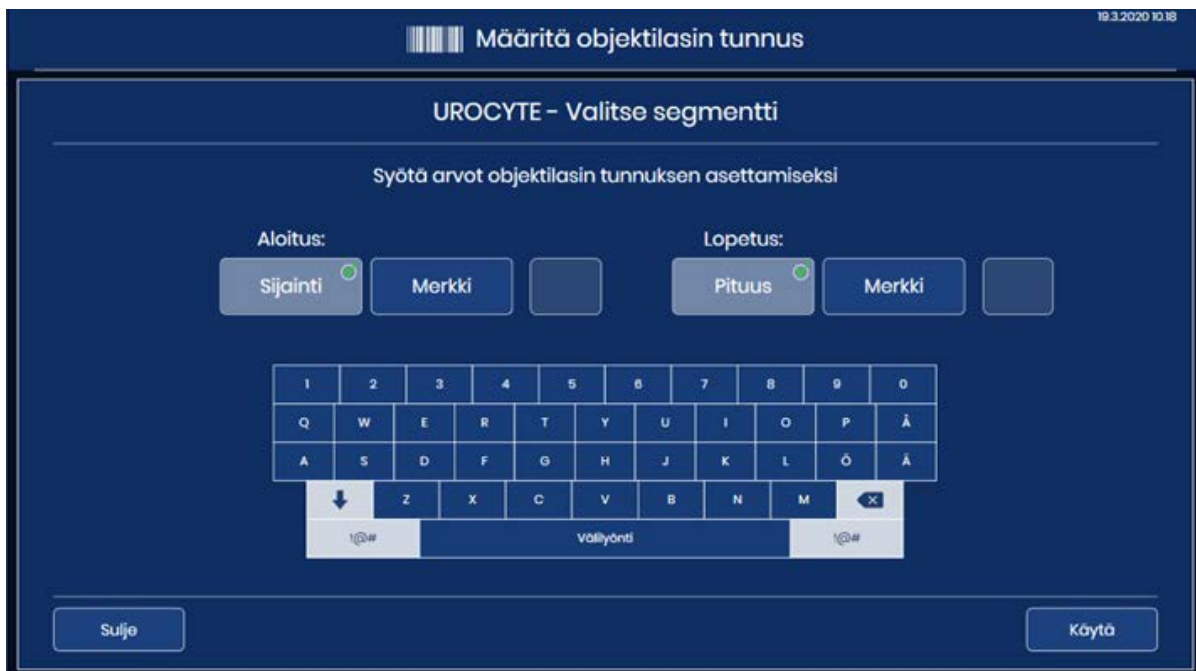 19.3.2020 10.18
Määritä objektilasin tunnus
UROCYTE - Valitse segmentti
Syötä arvot objektilasin tunnuksen asettamiseksi
Aloitus: Lopetus:
Sijainti Merkki Pituus Merkki
1 2 3 4 5 6 7 8 9 0
Q W E R T Y U I O P Å
A S D F G H J K L Ö Ä
Z X C V B N M
!@# Välilyönti !@#
Sulje Käytä